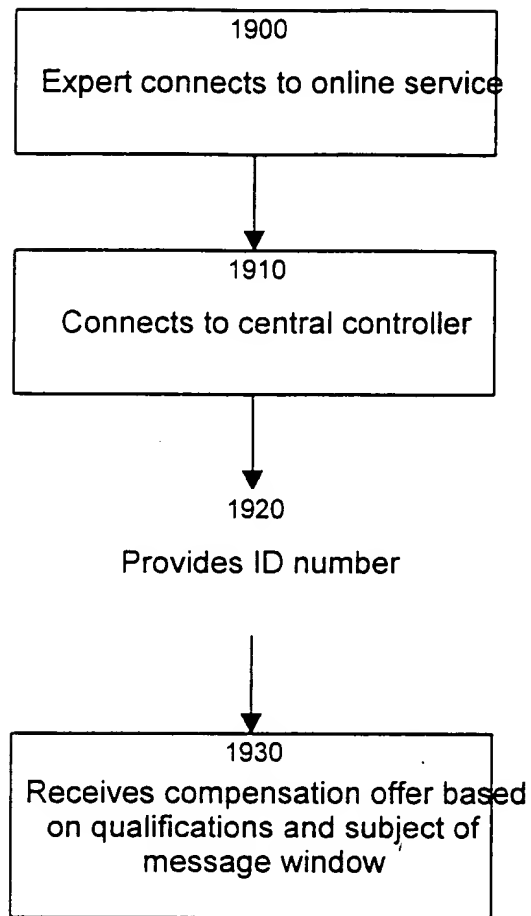 1900
Expert connects to online service
1910
Connects to central controller
1920
Provides ID number
1930
Receives compensation offer based
on qualifications and subject of
message window